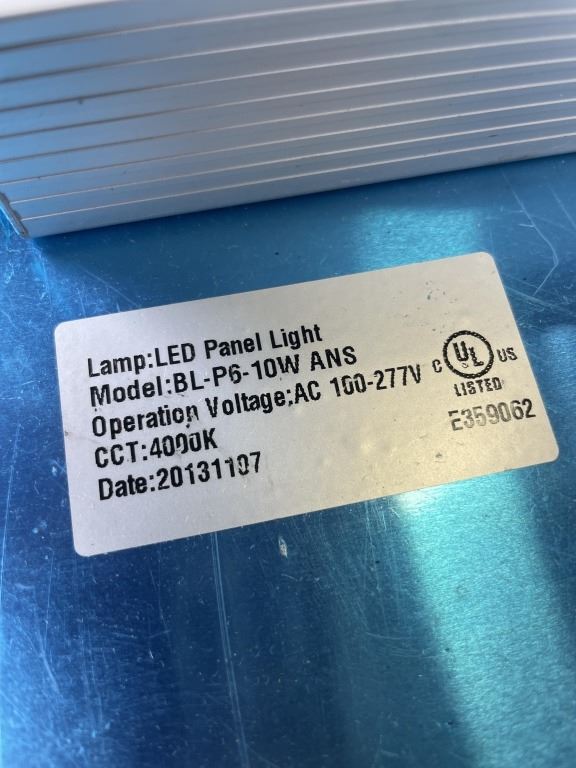 Lamp:LED Panel Light
Model:BL-P6-10W ANS
Operation Voltage:AC 100-277V
CCT:4000K
Date:20131107
C UL US
LISTED
E359062